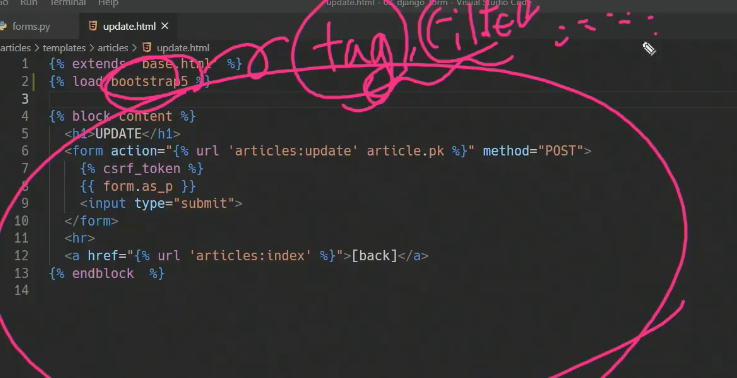 Run Terminal Help
update.html - 02_django_form - Visual Studio Code
forms.py
update.html ×
articles > templates > articles > update.html
tag, filter
1 {% extends 'base.html' %}
2 {% load bootstrap5 %}
3
4 {% block content %}
5 <h1>UPDATE</h1>
6 <form action="{% url 'articles:update' article.pk %}" method="POST">
7 {% csrf_token %}
8 {{ form.as_p }}
9 <input type="submit">
10 </form>
11 <hr>
12 <a href="{% url 'articles:index' %}">[back]</a>
13 {% endblock %}
14